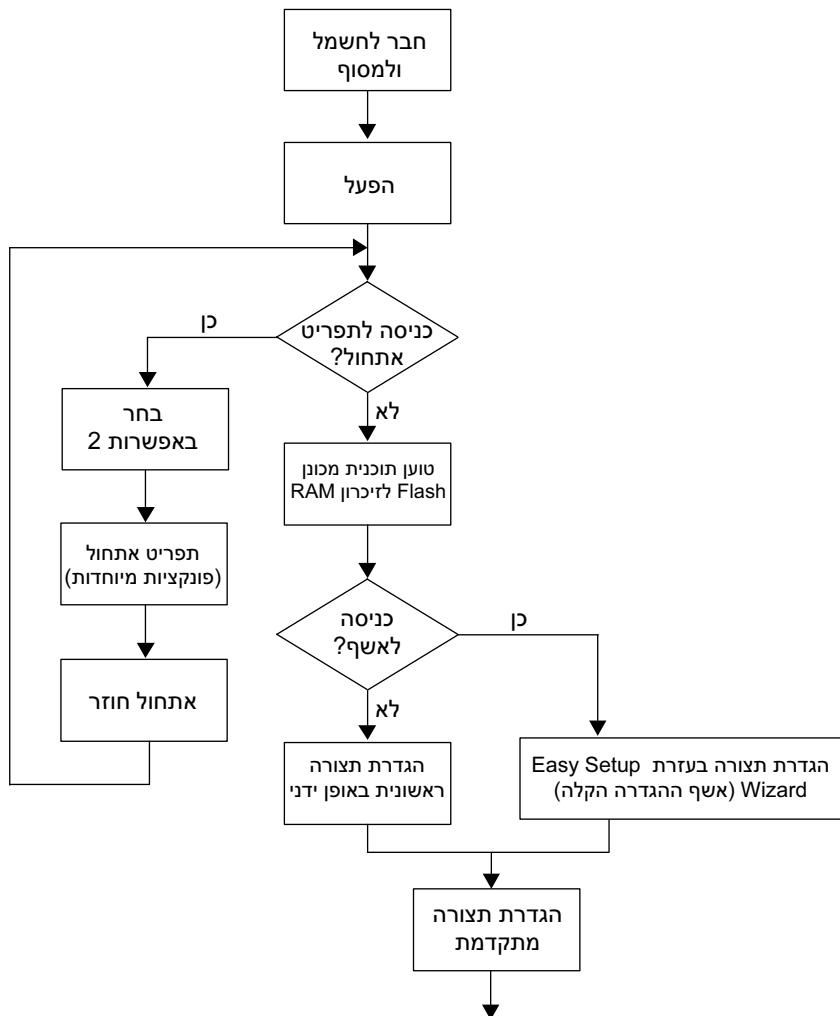 חבר לחשמל
ולמסוף
הפעל
כניסה לתפריט
אתחול?
כן
לא
בחר
באפשרות 2
טוען תוכנית מכונן
Flash לזיכרון RAM
תפריט אתחול
(פונקציות מיוחדות)
כניסה
לאשף?
כן
לא
אתחול חוזר
הגדרת תצורה
ראשונית באופן ידני
הגדרת תצורה בעזרת Easy Setup
Wizard (אשף ההגדרה הקלה)
הגדרת תצורה
מתקדמת